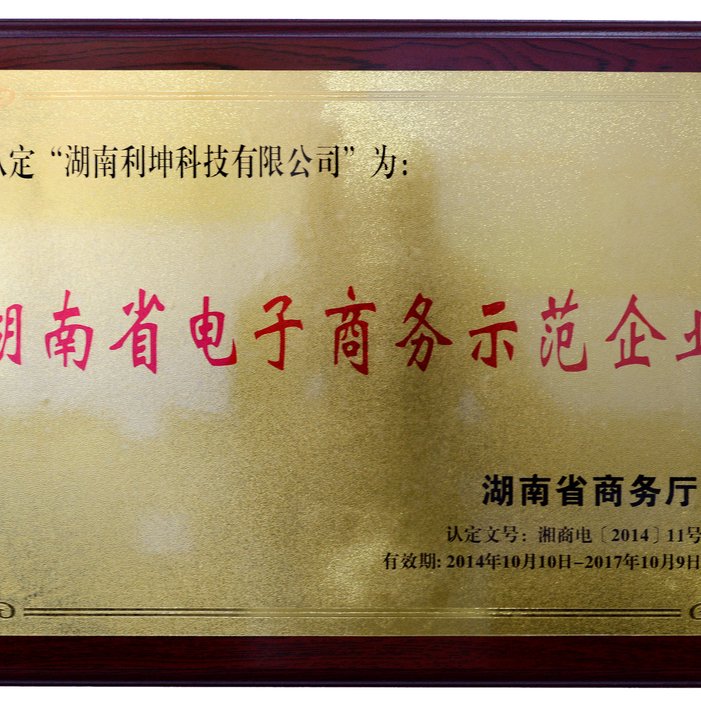 认定“湖南利坤科技有限公司”为:
湖南省电子商务示范企业
湖南省商务厅
认定文号: 湘商电〔2014〕11号
有效期: 2014年10月10日-2017年10月9日